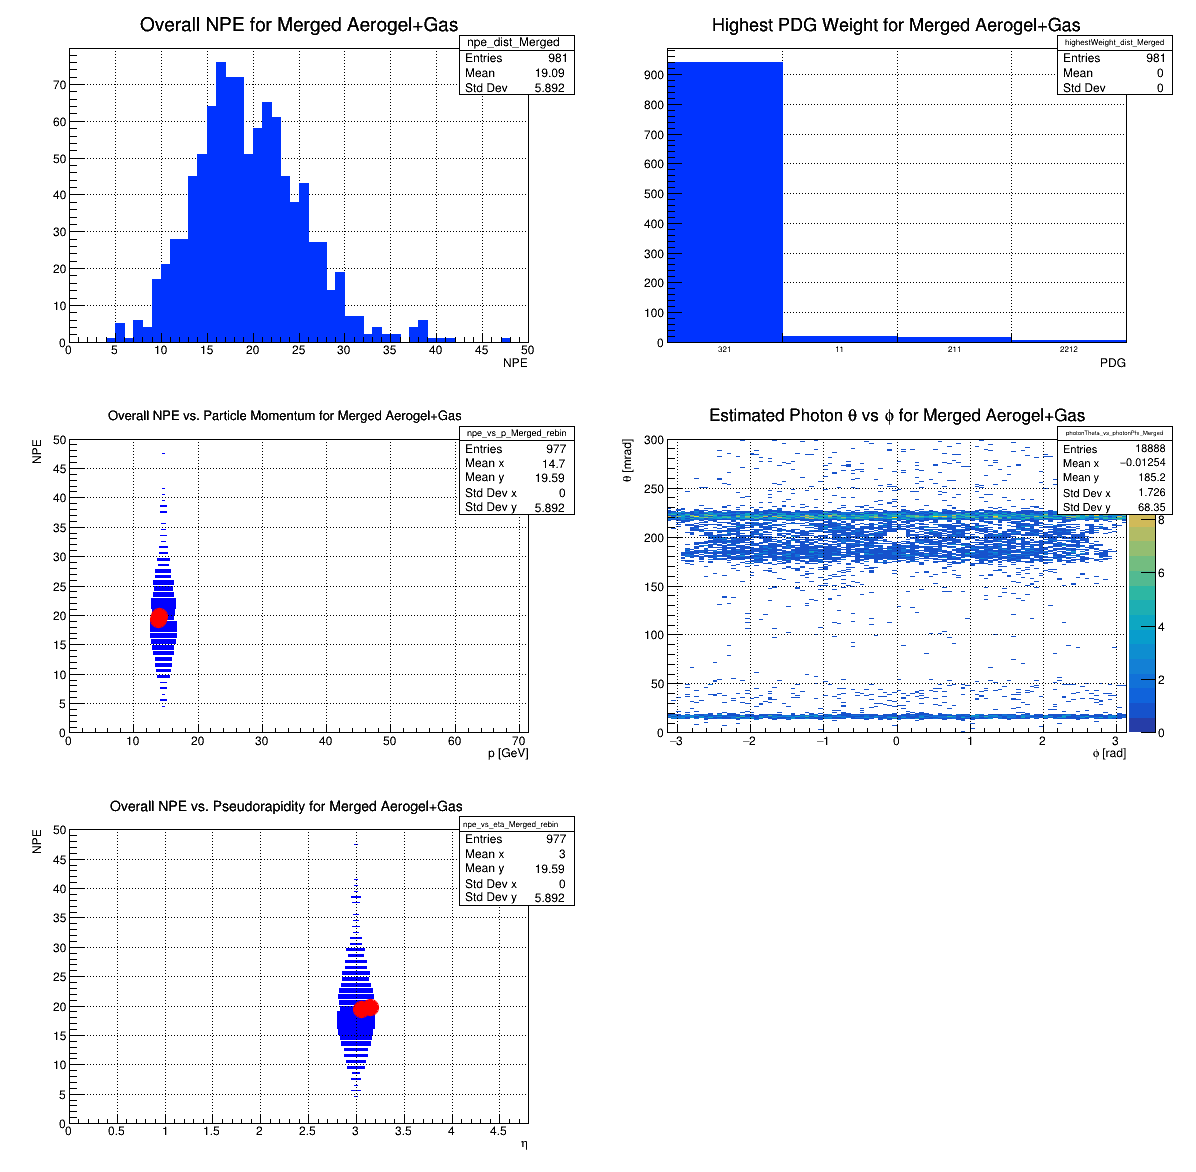 Overall NPE for Merged Aerogel+Gas
npe_dist_Merged
Entries 981
Mean 19.09
Std Dev 5.892
70
60
50
40
30
20
10
0
0 5 10 15 20 25 30 35 40 45 50
NPE
Highest PDG Weight for Merged Aerogel+Gas
highestWeight_dist_Merged
Entries 981
Mean 0
Std Dev 0
900
800
700
600
500
400
300
200
100
0
321 11 211 2212
PDG
Overall NPE vs. Particle Momentum for Merged Aerogel+Gas
npe_vs_p_Merged_rebin
Entries 977
Mean x 14.7
Mean y 19.59
Std Dev x 0
Std Dev y 5.892
NPE
50
45
40
35
30
25
20
15
10
5
0
0 10 20 30 40 50 60 70
p [GeV]
Estimated Photon θ vs ϕ for Merged Aerogel+Gas
photonTheta_vs_photonPhi_Merged
Entries 18888
Mean x −0.01254
Mean y 185.2
Std Dev x 1.726
Std Dev y 68.35
θ [mrad]
300
250
200
150
100
50
0
−3 −2 −1 0 1 2 3
ϕ [rad]
8
6
4
2
0
Overall NPE vs. Pseudorapidity for Merged Aerogel+Gas
npe_vs_eta_Merged_rebin
Entries 977
Mean x 3
Mean y 19.59
Std Dev x 0
Std Dev y 5.892
NPE
50
45
40
35
30
25
20
15
10
5
0
0 0.5 1 1.5 2 2.5 3 3.5 4 4.5
η